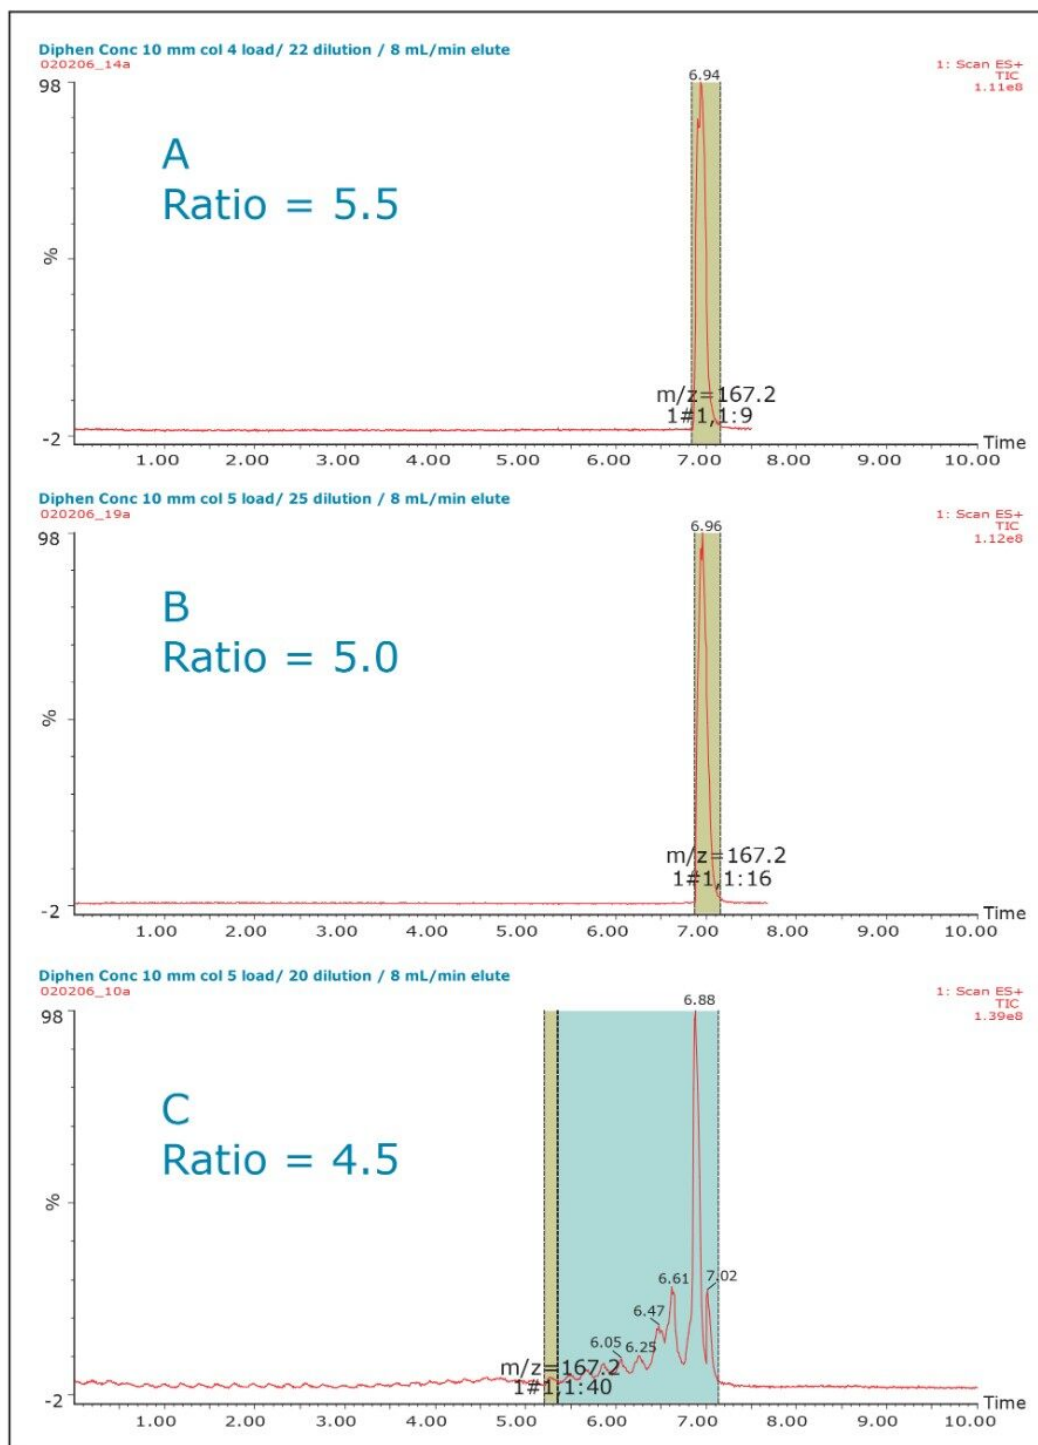 Diphen Conc 10 mm col 4 load/ 22 dilution / 8 mL/min elute
020206_14a
1: Scan ES+
TIC
1.11e8
98
6.94
A
Ratio = 5.5
%
m/z=167.2
1#1,1:9
-2
Time
1.00 2.00 3.00 4.00 5.00 6.00 7.00 8.00 9.00 10.00
Diphen Conc 10 mm col 5 load/ 25 dilution / 8 mL/min elute
020206_19a
1: Scan ES+
TIC
1.12e8
98
6.96
B
Ratio = 5.0
%
m/z=167.2
1#1,1:16
-2
Time
1.00 2.00 3.00 4.00 5.00 6.00 7.00 8.00 9.00 10.00
Diphen Conc 10 mm col 5 load/ 20 dilution / 8 mL/min elute
020206_10a
1: Scan ES+
TIC
1.39e8
98
6.88
C
Ratio = 4.5
%
6.61
7.02
6.47
6.05
6.25
m/z=167.2
1#1,1:40
-2
Time
1.00 2.00 3.00 4.00 5.00 6.00 7.00 8.00 9.00 10.00